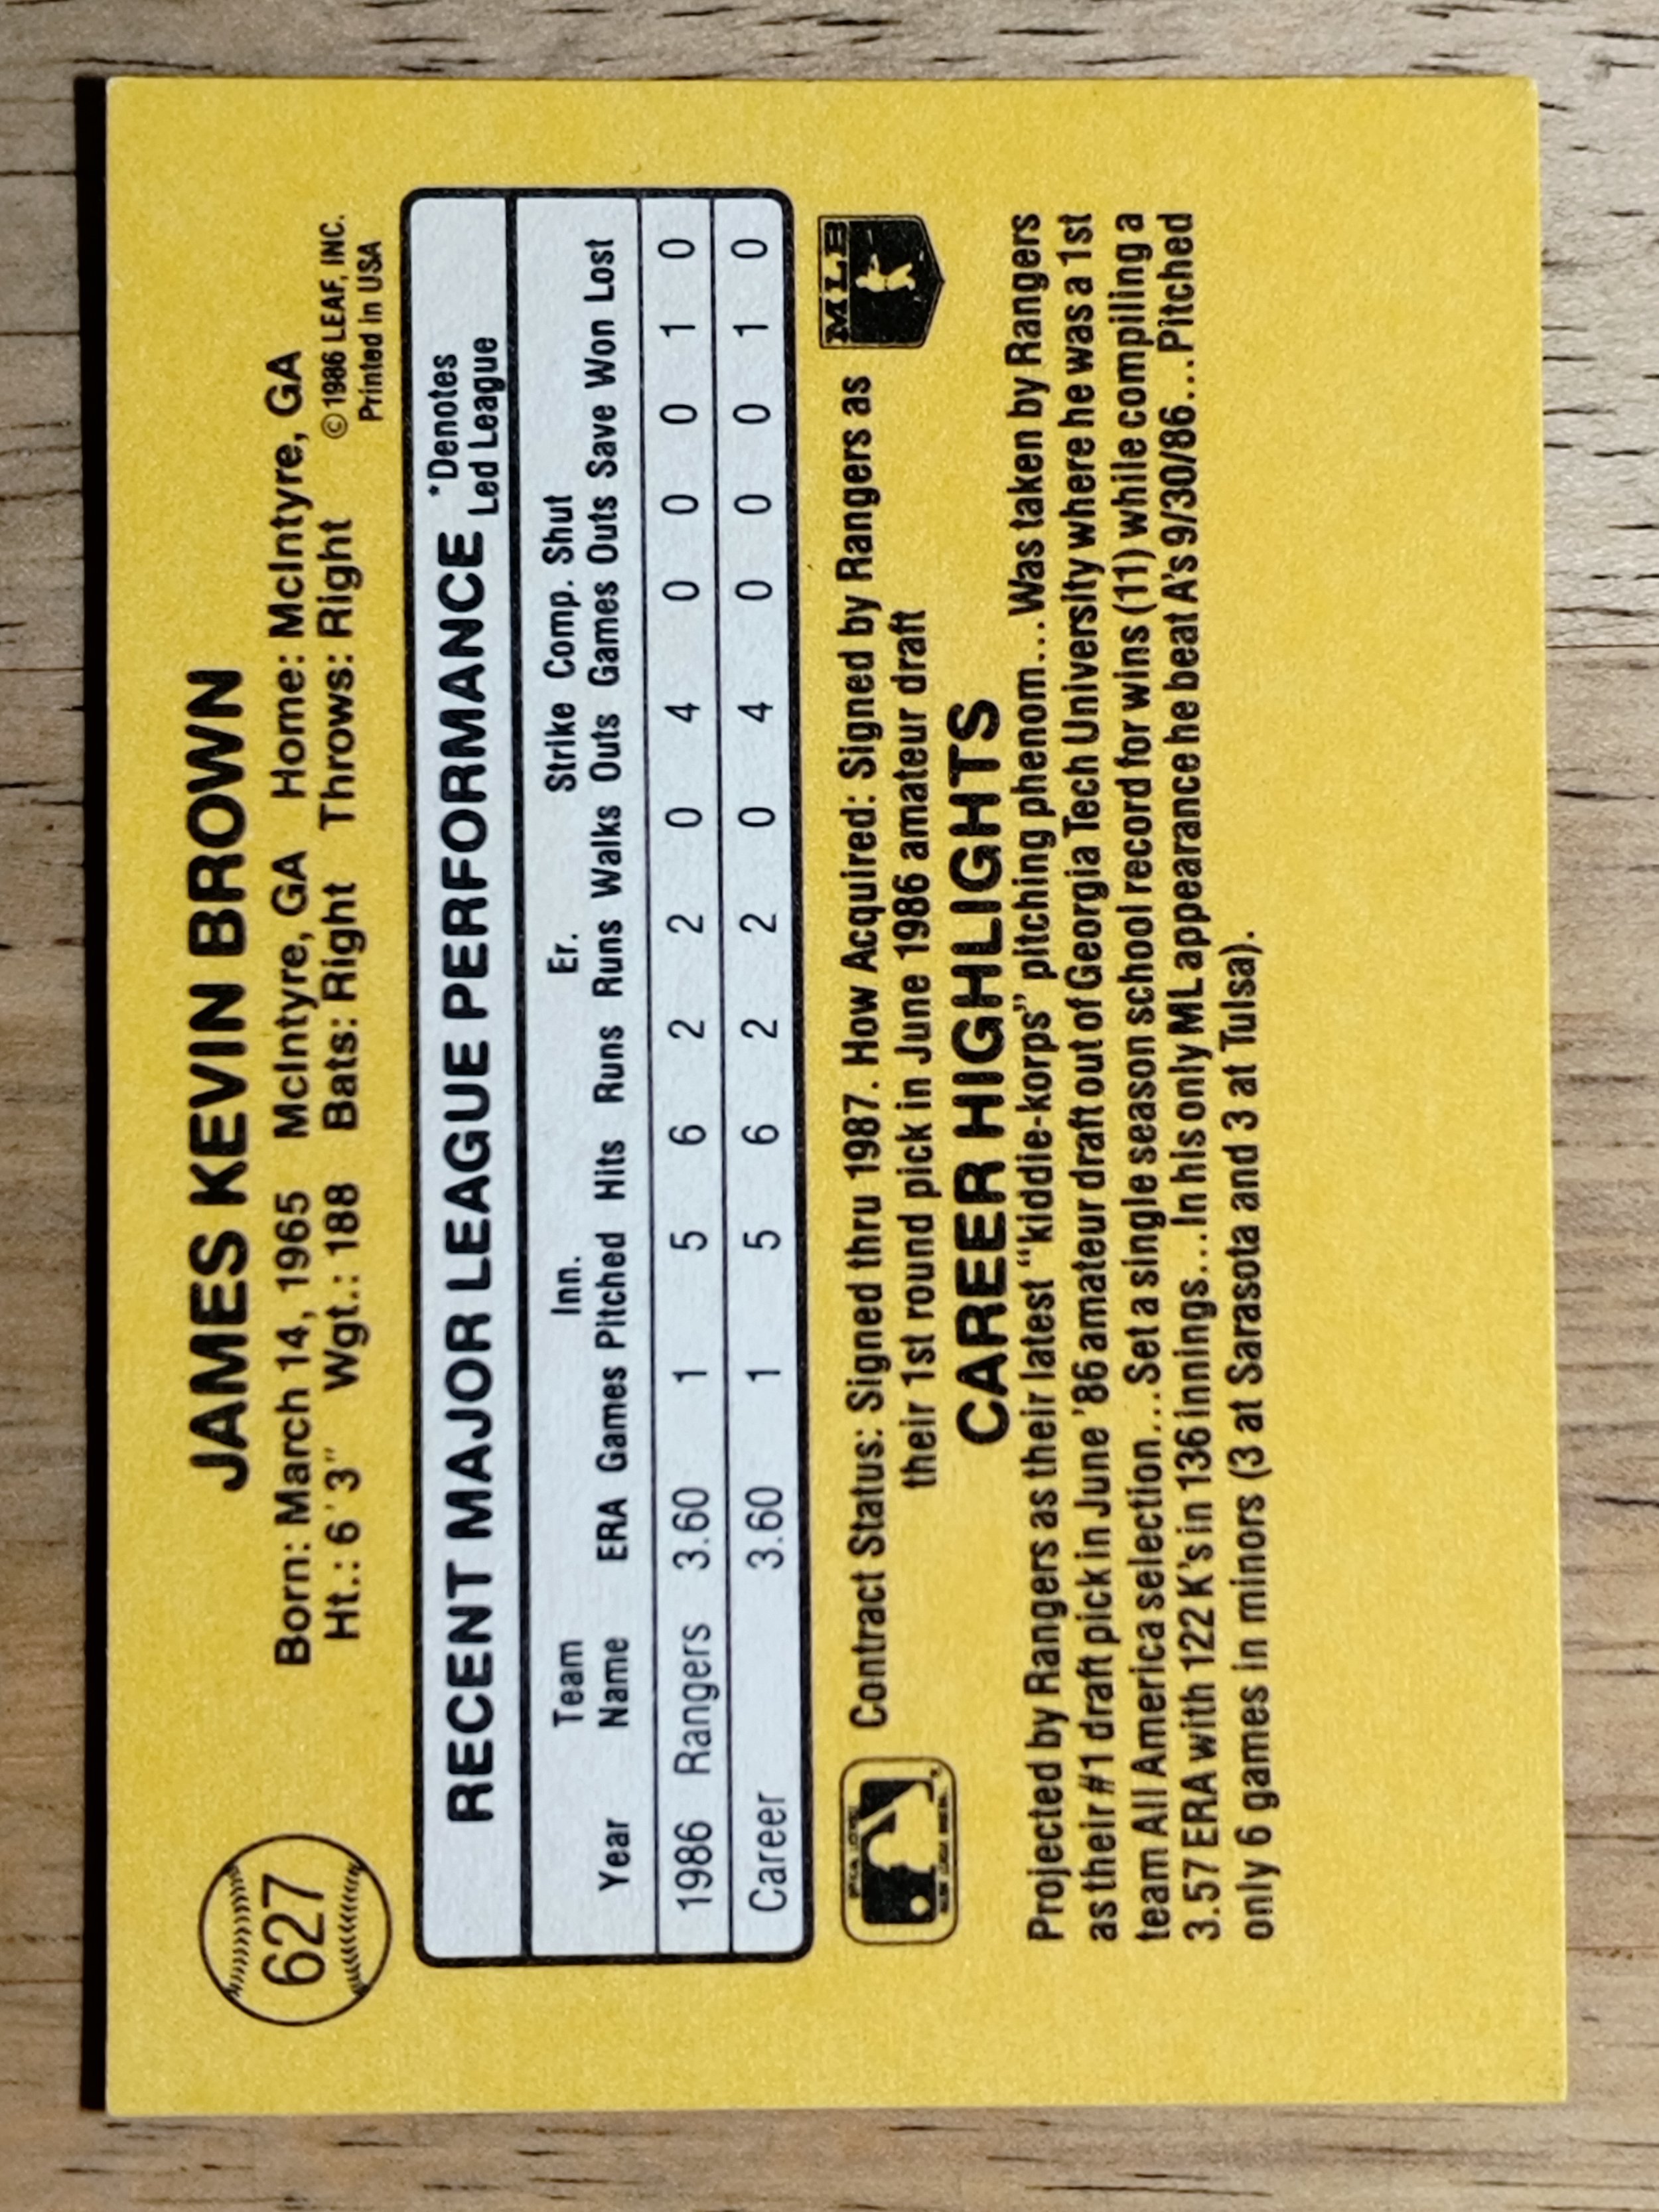 627
JAMES KEVIN BROWN
Born: March 14, 1965 McIntyre, GA Home: McIntyre, GA
Ht.: 6'3" Wgt.: 188 Bats: Right Throws: Right
© 1986 LEAF, INC.
Printed in USA
RECENT MAJOR LEAGUE PERFORMANCE *Denotes
Led League
Team Inn. Er. Strike Comp. Shut
Year Name ERA Games Pitched Hits Runs Runs Walks Outs Games Outs Save Won Lost
1986 Rangers 3.60 1 5 6 2 2 0 4 0 0 0 1 0
Career 3.60 1 5 6 2 2 0 4 0 0 0 1 0
Contract Status: Signed thru 1987. How Acquired: Signed by Rangers as
their 1st round pick in June 1986 amateur draft
MLB
CAREER HIGHLIGHTS
Projected by Rangers as their latest "kiddie-korps" pitching phenom...Was taken by Rangers
as their #1 draft pick in June '86 amateur draft out of Georgia Tech University where he was a 1st
team All America selection...Set a single season school record for wins (11) while compiling a
3.57 ERA with 122 K's in 136 innings...In his only ML appearance he beat A's 9/30/86...Pitched
only 6 games in minors (3 at Sarasota and 3 at Tulsa).